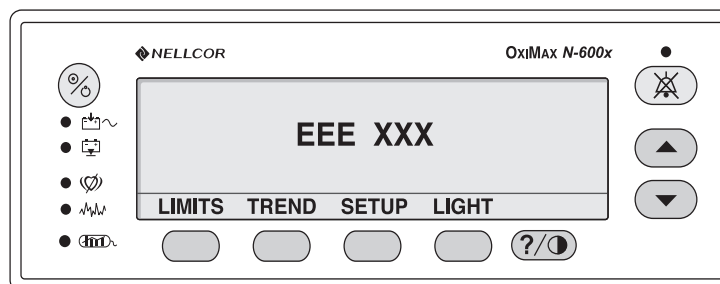 NELLCOR
OXIMAX N-600x
EEE XXX
LIMITS TREND SETUP LIGHT
?/